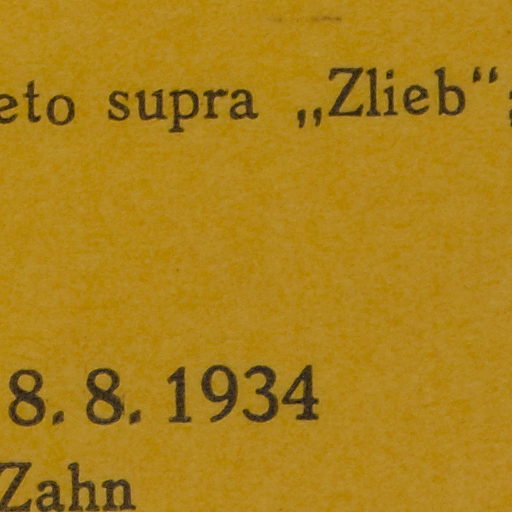 eto supra „Zlieb“;
8. 8. 1934
Zahn